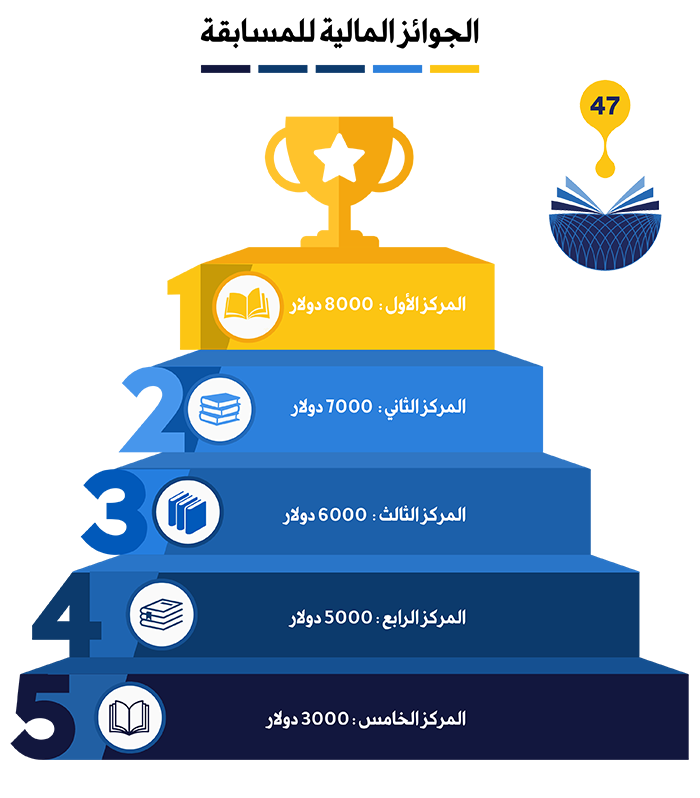 الجوائز المالية للمسابقة
47
1
المركز الأول : 8000 دولار
2
المركز الثاني : 7000 دولار
3
المركز الثالث : 6000 دولار
4
المركز الرابع : 5000 دولار
5
المركز الخامس : 3000 دولار